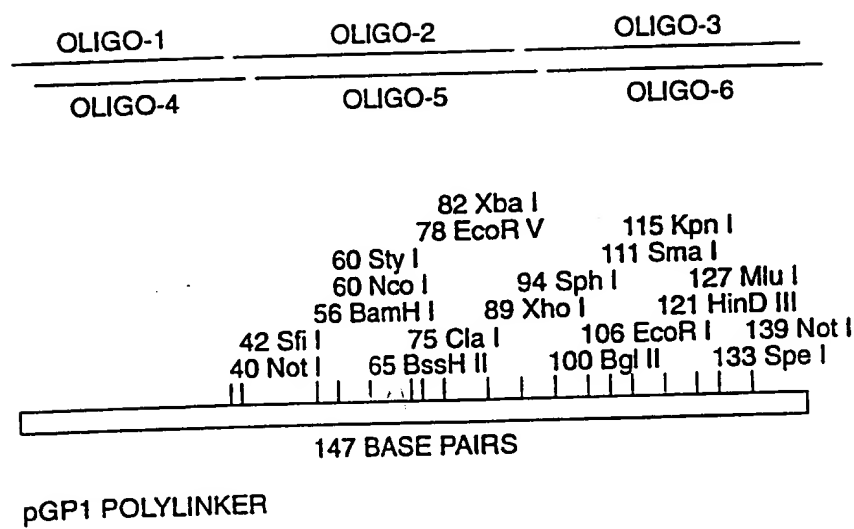 OLIGO-1 OLIGO-2 OLIGO-3
OLIGO-4 OLIGO-5 OLIGO-6
82 Xba I
78 EcoR V 115 Kpn I
60 Sty I 111 Sma I
60 Nco I 94 Sph I 127 Mlu I
56 BamH I 89 Xho I 121 HinD III
42 Sfi I 75 Cla I 106 EcoR I 139 Not I
40 Not I 65 BssH II 100 Bgl II 133 Spe I
147 BASE PAIRS
pGP1 POLYLINKER